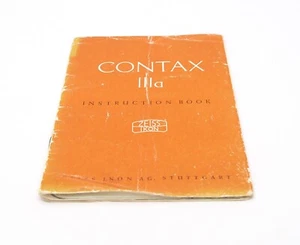 CONTAX
IIIa
INSTRUCTION BOOK
ZEISS
IKON
IKON AG. STUTTGART